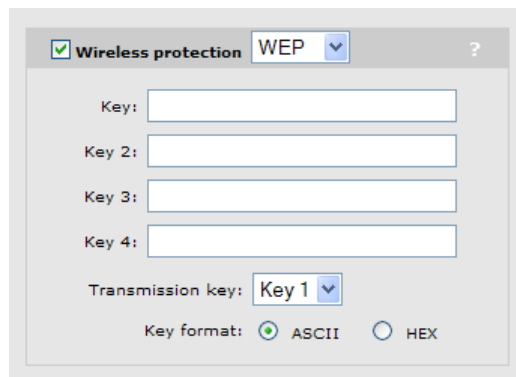 Wireless protection WEP ?
Key:
Key 2:
Key 3:
Key 4:
Transmission key: Key 1
Key format: ASCII HEX